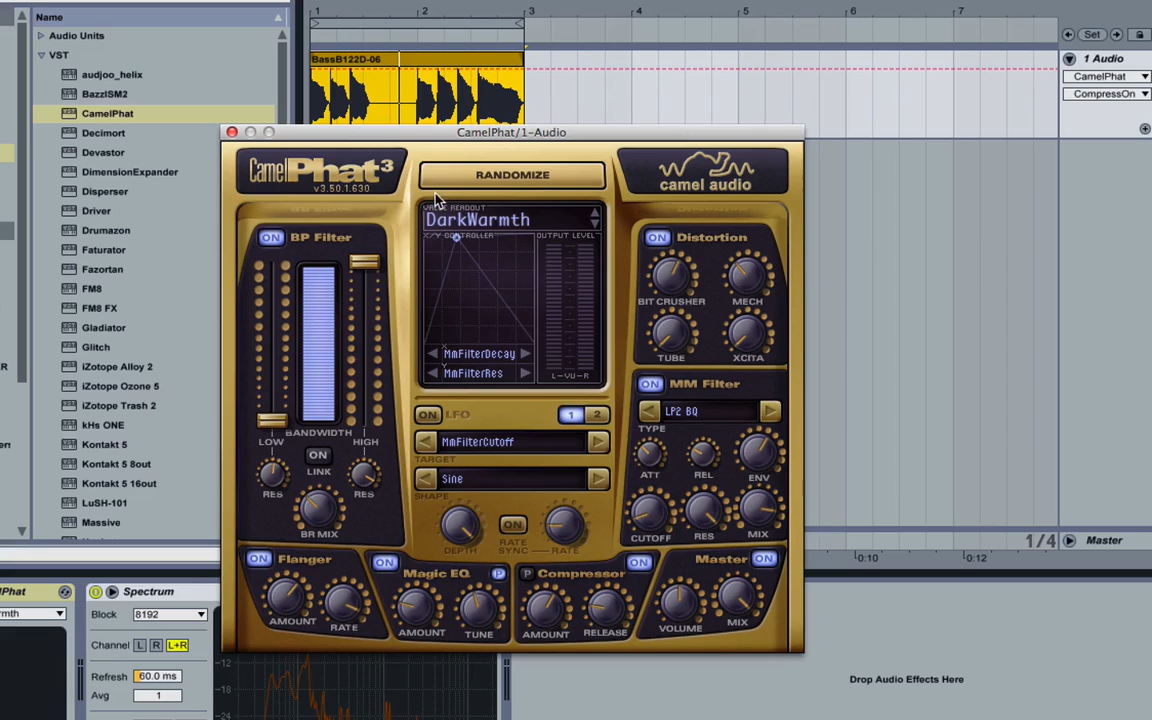 Name
Audio Units
VST
audjoo_helix
BazzISM2
CamelPhat
Decimort
Devastor
DimensionExpander
Disperser
Driver
Drumazon
Faturator
Fazortan
FM8
FM8 FX
Gladiator
Glitch
iZotope Alloy 2
iZotope Ozone 5
iZotope Trash 2
kHs ONE
Kontakt 5
Kontakt 5 8out
Kontakt 5 16out
LuSH-101
Massive
1 2 3 4 5 6 7
Set
BassB122D-06
1 Audio
CamelPhat
CompressOn
CamelPhat/1-Audio
CamelPhat3
v3.50.1.630
RANDOMIZE
camel audio
VALUE READOUT
DarkWarmth
X/Y CONTROLLER OUTPUT LEVEL
X
MmFilterDecay
Y
MmFilterRes
L-VU-R
ON BP Filter
LOW
BANDWIDTH
HIGH
ON
LINK
RES
RES
BR MIX
ON LFO 1 2
MmFilterCutoff
TARGET
Sine
SHAPE
DEPTH
ON
RATE SYNC
RATE
ON Distortion
BIT CRUSHER MECH
TUBE XCITA
ON MM Filter
LP2 BQ
TYPE
ATT REL ENV
CUTOFF RES MIX
ON Flanger
AMOUNT RATE
ON Magic EQ P
AMOUNT TUNE
P Compressor ON
AMOUNT RELEASE
Master ON
VOLUME MIX
1/4 Master
0:10 0:12
lPhat
rmth
Spectrum
Block 8192
Channel L R L+R
Refresh 60.0 ms
Avg 1
-12
-18
-24
Drop Audio Effects Here